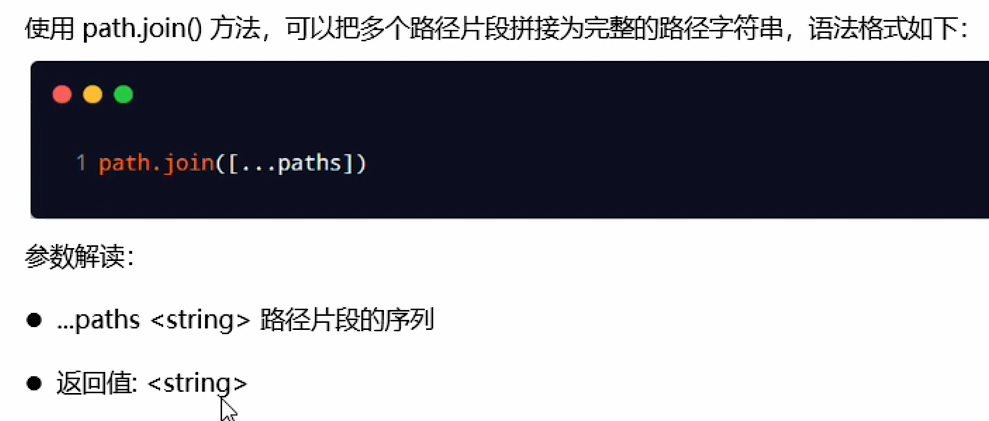 使用 path.join() 方法，可以把多个路径片段拼接为完整的路径字符串，语法格式如下：
1 path.join([...paths])
参数解读：
● ...paths <string> 路径片段的序列
● 返回值: <string>